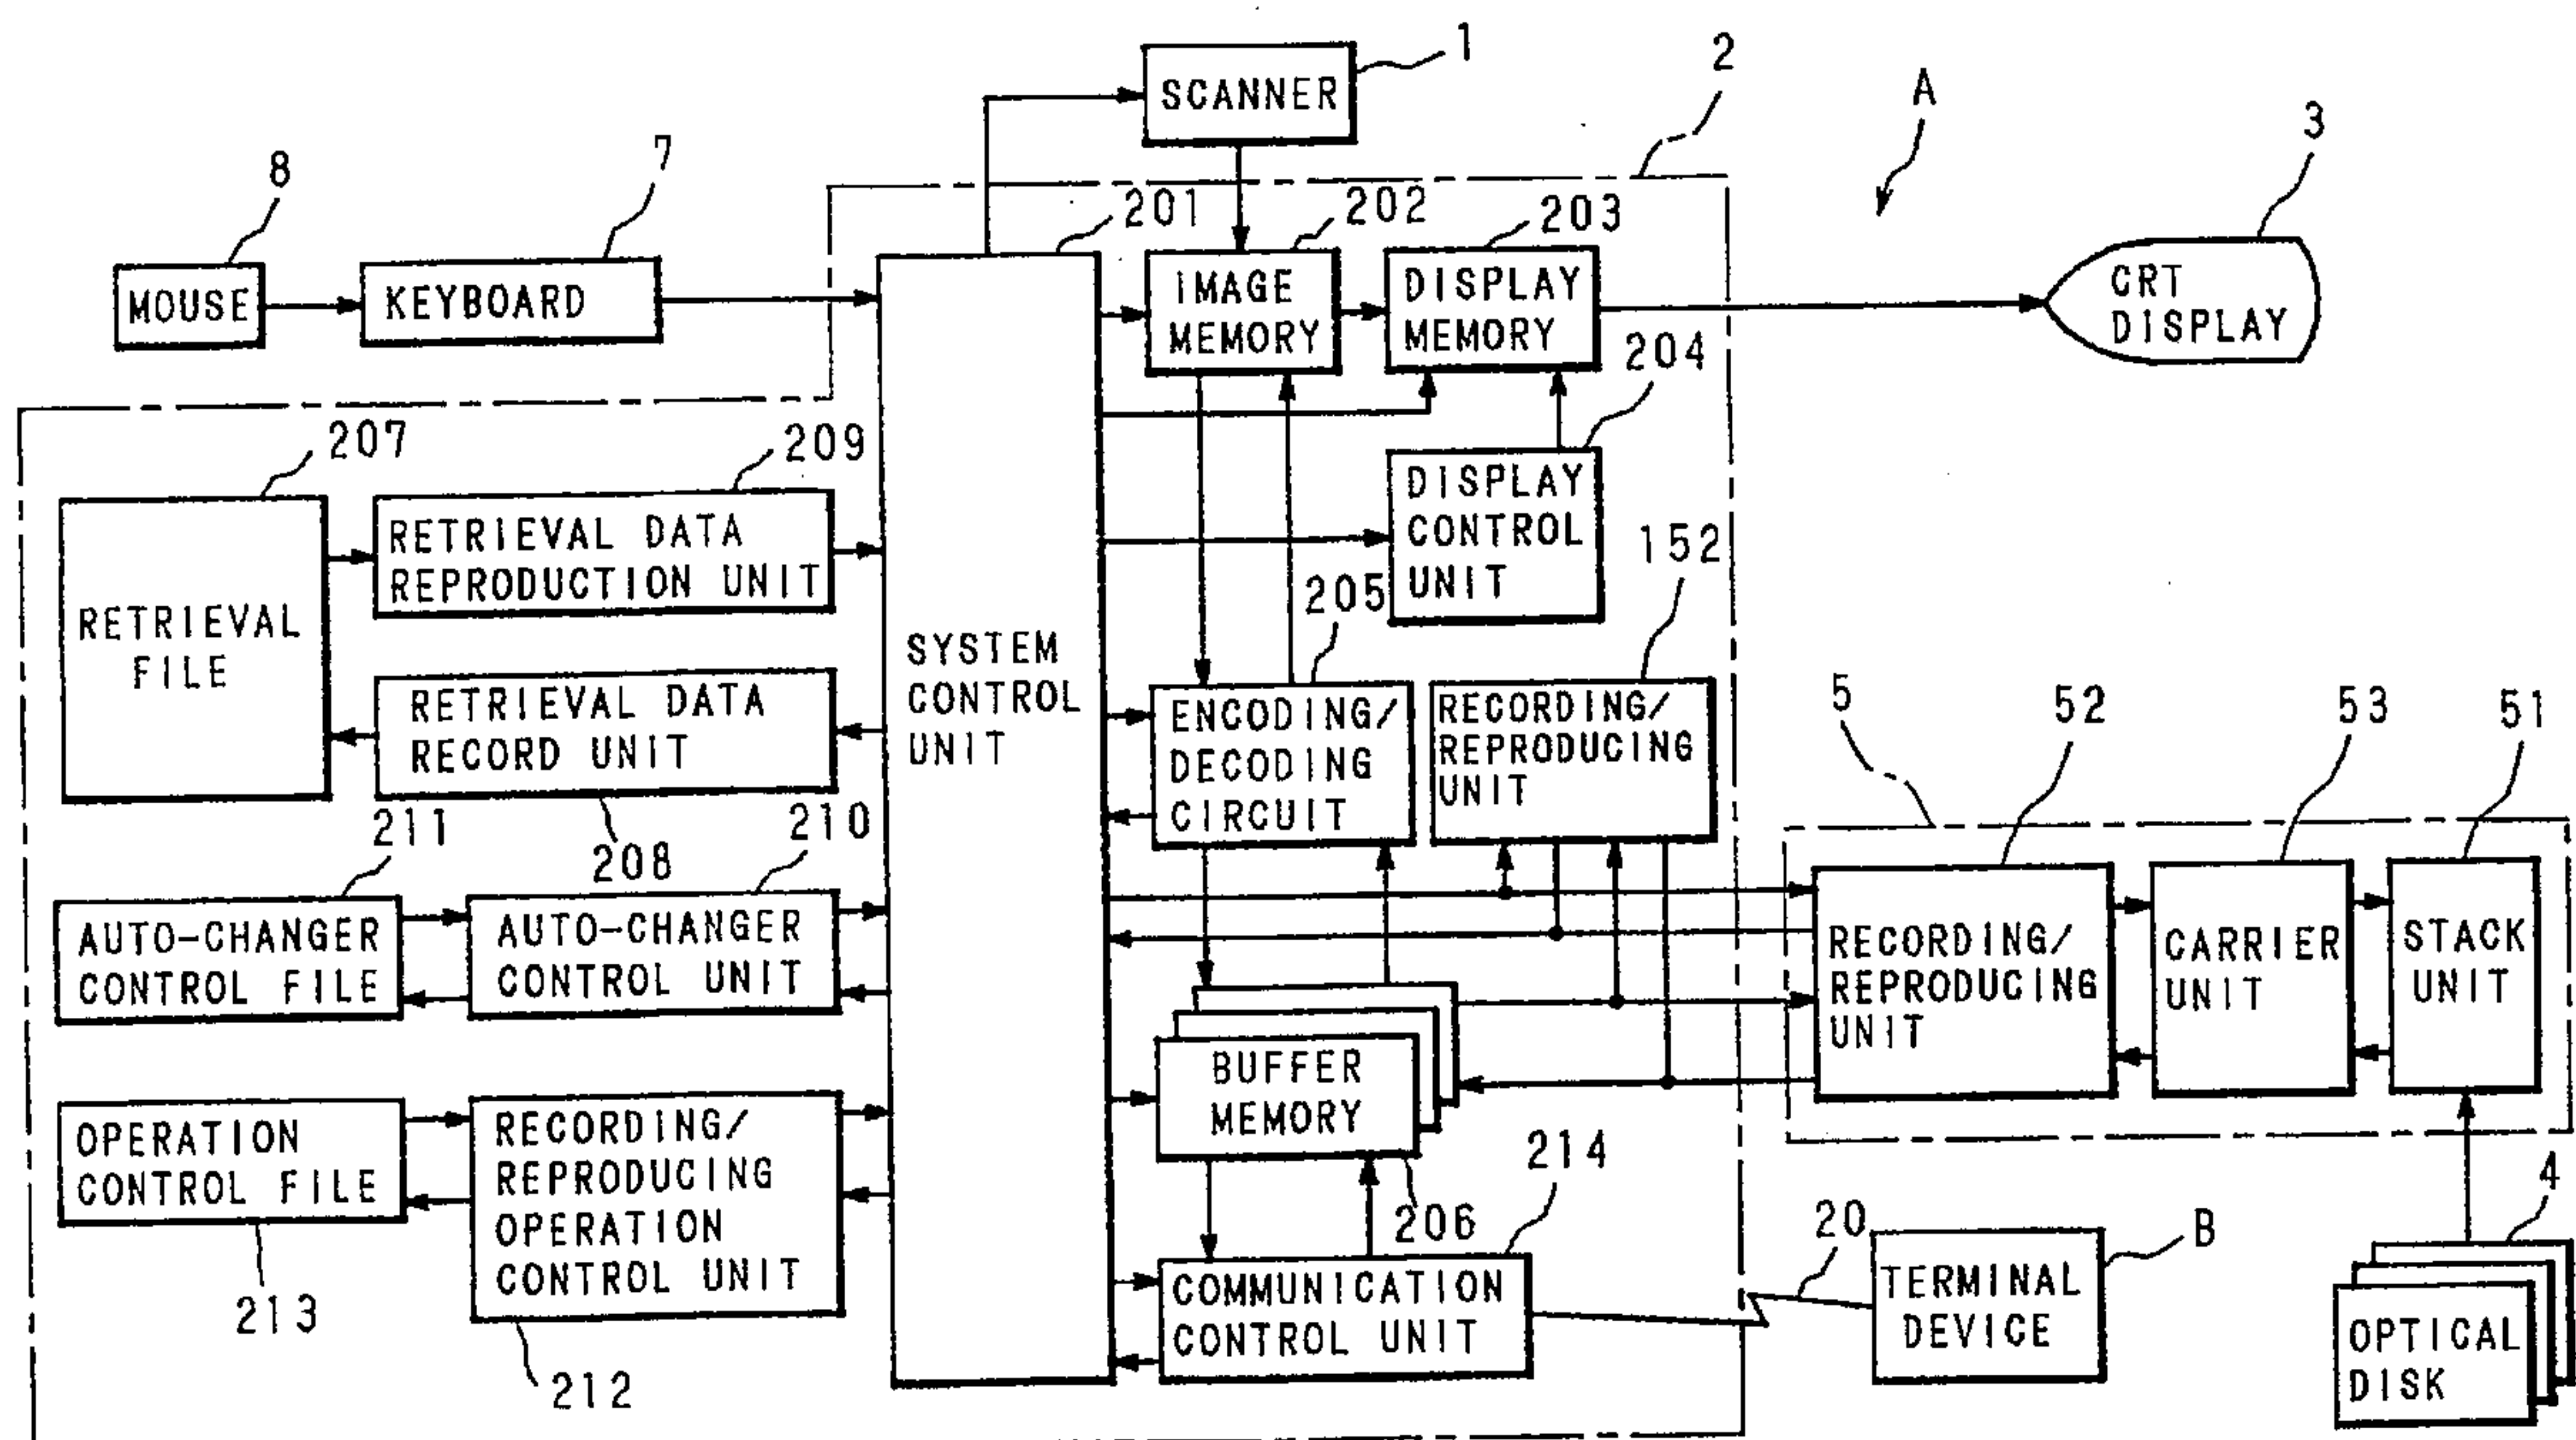 1
SCANNER
2
A
3
8
7
201
202
203
MOUSE
KEYBOARD
IMAGE
MEMORY
DISPLAY
MEMORY
CRT
DISPLAY
204
207
209
RETRIEVAL
FILE
RETRIEVAL DATA
REPRODUCTION UNIT
DISPLAY
CONTROL
UNIT
152
205
SYSTEM
CONTROL
UNIT
RETRIEVAL DATA
RECORD UNIT
ENCODING/
DECODING
CIRCUIT
RECORDING/
REPRODUCING
UNIT
5
52
53
51
211
208
210
AUTO-CHANGER
CONTROL FILE
AUTO-CHANGER
CONTROL UNIT
RECORDING/
REPRODUCING
UNIT
CARRIER
UNIT
STACK
UNIT
BUFFER
MEMORY
OPERATION
CONTROL FILE
RECORDING/
REPRODUCING
OPERATION
CONTROL UNIT
206
214
20
B
4
213
212
COMMUNICATION
CONTROL UNIT
TERMINAL
DEVICE
OPTICAL
DISK